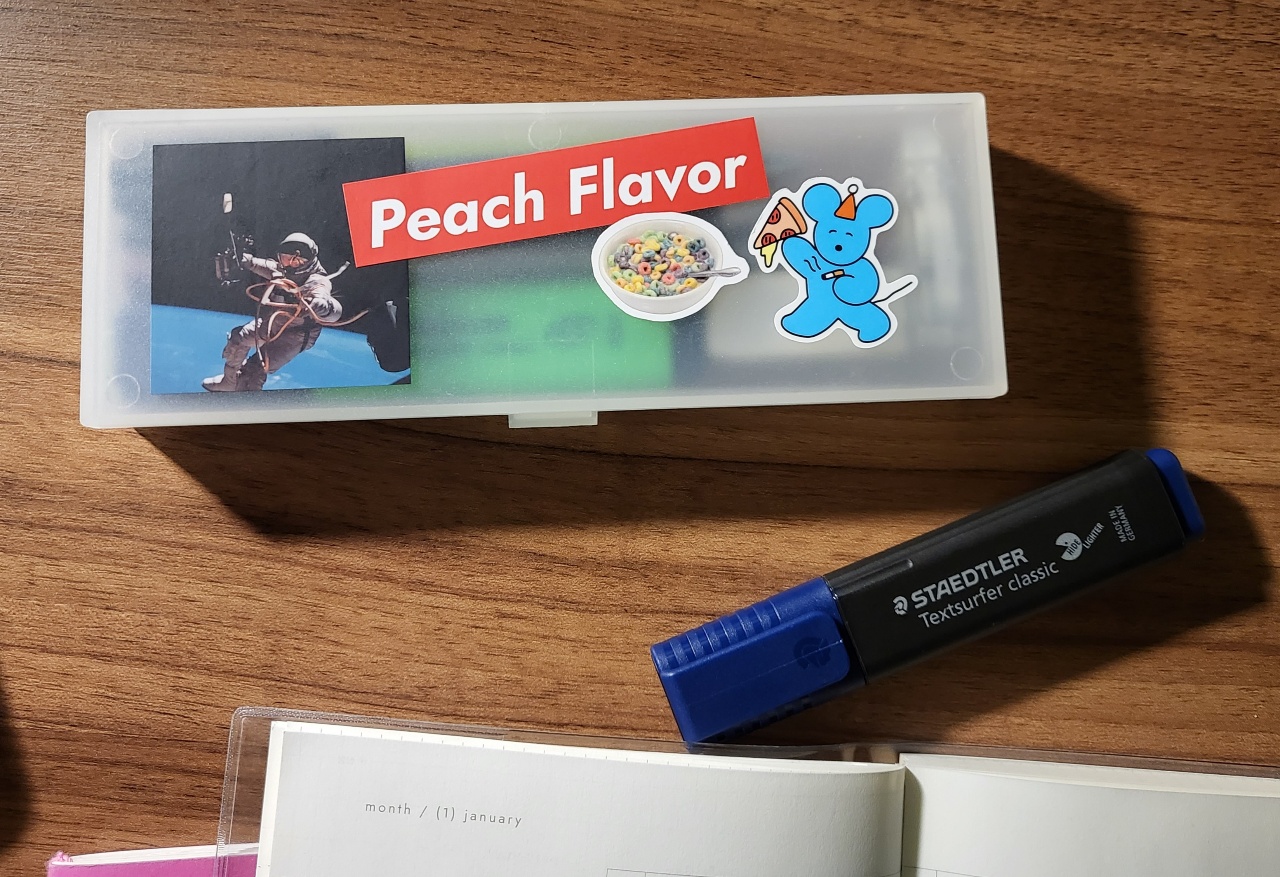 Peach Flavor
STAEDTLER
Textsurfer classic
HIGHLIGHTER
MADE IN
GERMANY
month / (1) january